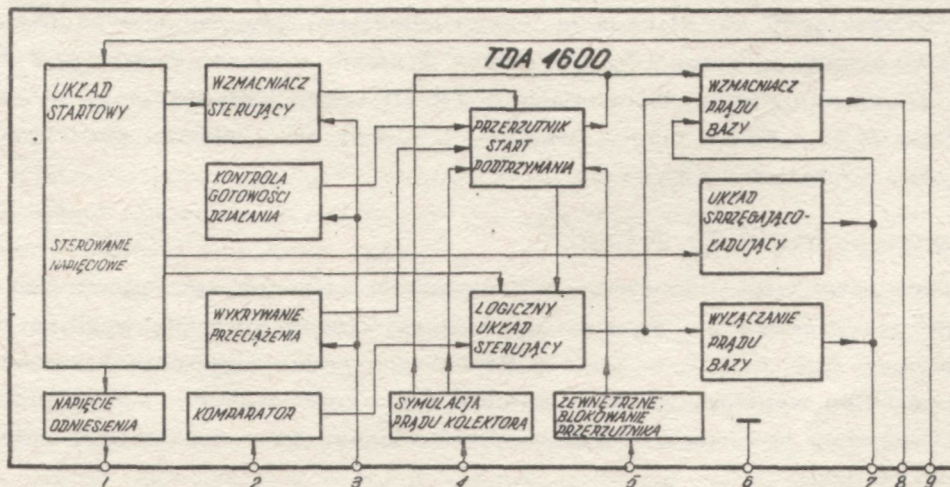 TDA 1600
UKŁAD
STARTOWY
STEROWANIE
NAPIĘCIOWE
WZMACNIACZ
STERUJĄCY
KONTROLA
GOTOWOŚCI
DZIAŁANIA
WYKRYWANIE
PRZECIĄŻENIA
PRZERZUTNIK
START
PODTRZYMANIA
LOGICZNY
UKŁAD
STERUJĄCY
WZMACNIACZ
PRĄDU
BAZY
UKŁAD
SPRZĘGAJĄCO-
ŁADUJĄCY
WYŁĄCZANIE
PRĄDU
BAZY
NAPIĘCIE
ODNIESIENIA
KOMPARATOR
SYMULACJA
PRĄDU KOLEKTORA
ZEWNĘTRZNE
BLOKOWANIE
PRZERZUTNIKA
1 2 3 4 5 6 7 8 9